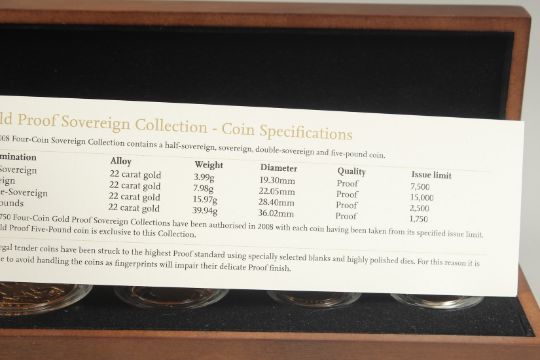 ld Proof Sovereign Collection - Coin Specifications
008 Four-Coin Sovereign Collection contains a half-sovereign, sovereign, double-sovereign and five-pound coin.
mination Alloy Weight Diameter Quality Issue limit
Sovereign 22 carat gold 3.99g 19.30mm Proof 7,500
eign 22 carat gold 7.98g 22.05mm Proof 15,000
e-Sovereign 22 carat gold 15.97g 28.40mm Proof 2,500
ounds 22 carat gold 39.94g 36.02mm Proof 1,750
750 Four-Coin Gold Proof Sovereign Collections have been authorised in 2008 with each coin having been taken from its specified issue limit.
ld Proof Five-Pound coin is exclusive to this Collection.
egal tender coins have been struck to the highest Proof standard using specially selected blanks and highly polished dies. For this reason it is
e to avoid handling the coins as fingerprints will impair their delicate Proof finish.